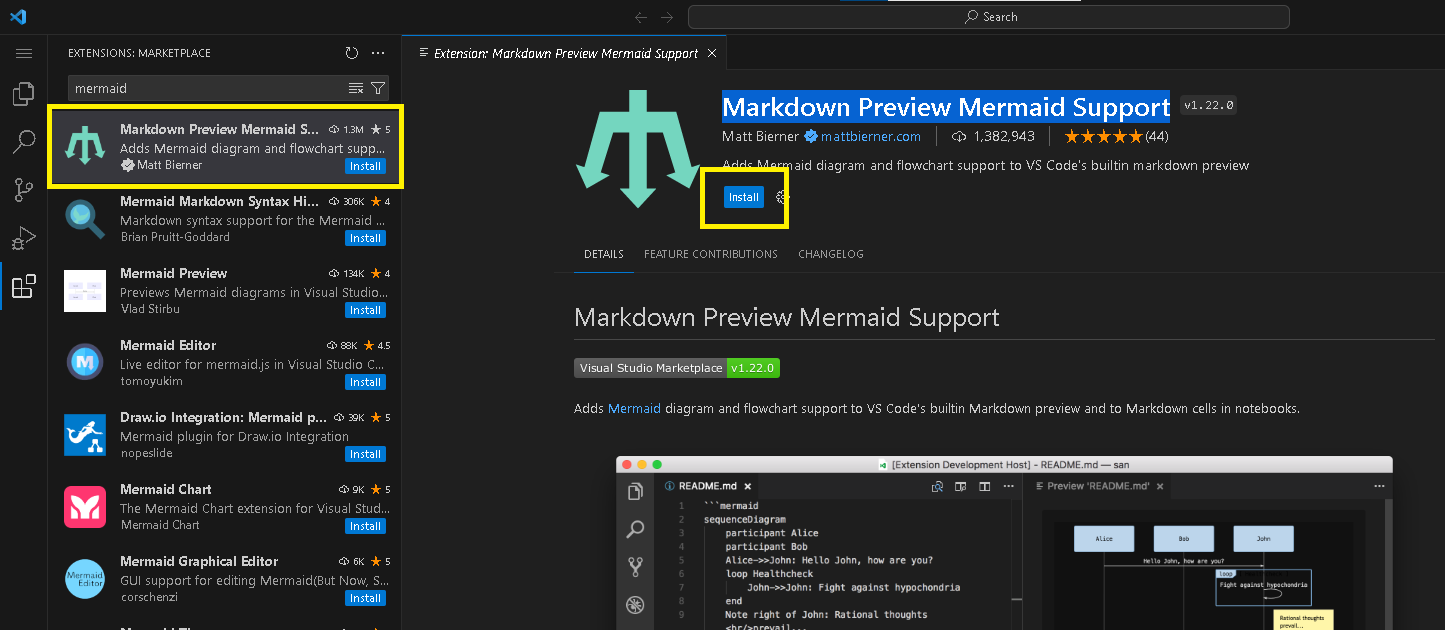 Search
EXTENSIONS: MARKETPLACE
mermaid
Markdown Preview Mermaid S... 1.3M ★ 5
Adds Mermaid diagram and flowchart supp...
Matt Bierner Install
Mermaid Markdown Syntax Hi... 306K ★ 4
Markdown syntax support for the Mermaid ...
Brian Pruitt-Goddard Install
Mermaid Preview 134K ★ 4
Previews Mermaid diagrams in Visual Studio...
Vlad Stirbu Install
Mermaid Editor 88K ★ 4.5
Live editor for mermaid.js in Visual Studio C...
tomoyukim Install
Draw.io Integration: Mermaid p... 39K ★ 5
Mermaid plugin for Draw.io Integration
nopeslide Install
Mermaid Chart 9K ★ 5
The Mermaid Chart extension for Visual Stud...
Mermaid Chart Install
Mermaid Editor
Mermaid Graphical Editor 6K ★ 5
GUI support for editing Mermaid(But Now, S...
corschenzi Install
Extension: Markdown Preview Mermaid Support
Markdown Preview Mermaid Support v1.22.0
Matt Bierner mattbierner.com 1,382,943 ★★★★★(44)
Adds Mermaid diagram and flowchart support to VS Code's builtin markdown preview
Install
DETAILS FEATURE CONTRIBUTIONS CHANGELOG
Markdown Preview Mermaid Support
Visual Studio Marketplace v1.22.0
Adds Mermaid diagram and flowchart support to VS Code's builtin Markdown preview and to Markdown cells in notebooks.
[Extension Development Host] - README.md — san
README.md
1 ```mermaid
2 sequenceDiagram
3 participant Alice
4 participant Bob
5 Alice->>John: Hello John, how are you?
6 loop Healthcheck
7 John->>John: Fight against hypochondria
8 end
9 Note right of John: Rational thoughts
<br/>prevail...
Preview 'README.md'
Alice Bob John
Hello John, how are you?
loop
Fight against hypochondria
Rational thoughts
prevail...